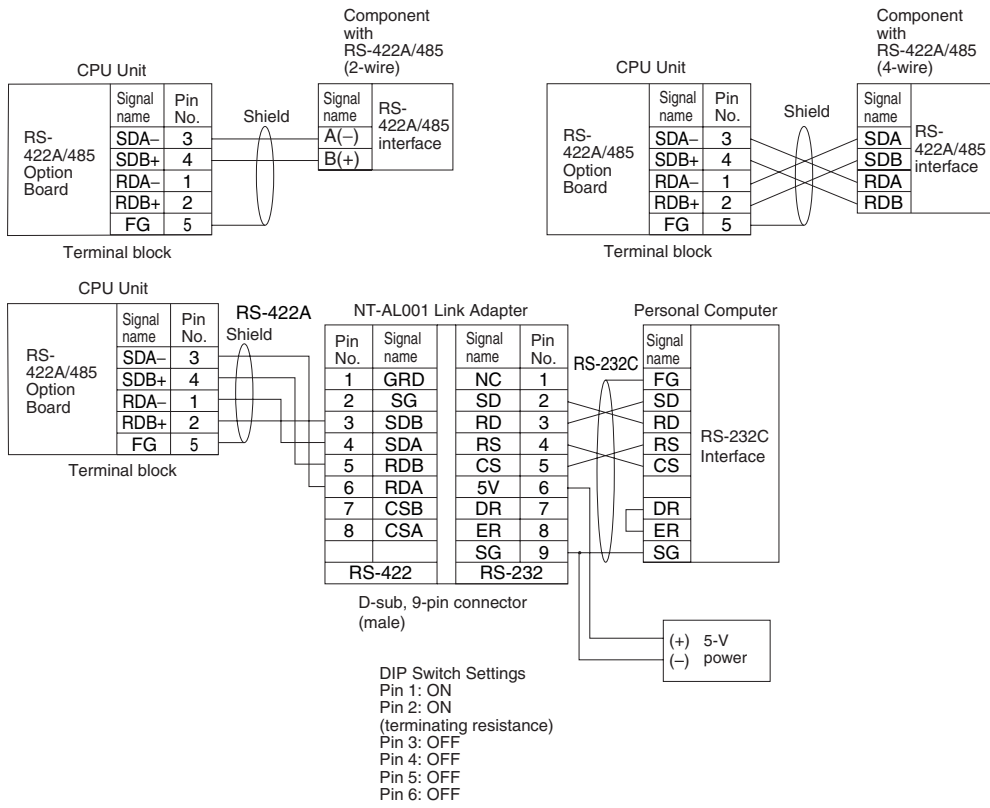 Component
with
RS-422A/485
(2-wire)
CPU Unit
Signal name Pin No.
Shield
Signal name
RS-422A/485 Option Board
SDA– 3
SDB+ 4
RDA– 1
RDB+ 2
FG 5
A(–)
B(+)
RS-422A/485 interface
Terminal block
Component
with
RS-422A/485
(4-wire)
CPU Unit
Signal name Pin No.
Shield
Signal name
RS-422A/485 Option Board
SDA– 3
SDB+ 4
RDA– 1
RDB+ 2
FG 5
SDA
SDB
RDA
RDB
RS-422A/485 interface
Terminal block
CPU Unit
RS-422A/485 Option Board
Signal name Pin No.
SDA– 3
SDB+ 4
RDA– 1
RDB+ 2
FG 5
Terminal block
RS-422A
Shield
NT-AL001 Link Adapter
Pin No. Signal name Signal name Pin No.
1 GRD NC 1
2 SG SD 2
3 SDB RD 3
4 SDA RS 4
5 RDB CS 5
6 RDA 5V 6
7 CSB DR 7
8 CSA ER 8
SG 9
RS-422 RS-232
D-sub, 9-pin connector
(male)
RS-232C
Personal Computer
Signal name
FG
SD
RD
RS
CS
DR
ER
SG
RS-232C
Interface
(+) 5-V
(–) power
DIP Switch Settings
Pin 1: ON
Pin 2: ON
(terminating resistance)
Pin 3: OFF
Pin 4: OFF
Pin 5: OFF
Pin 6: OFF